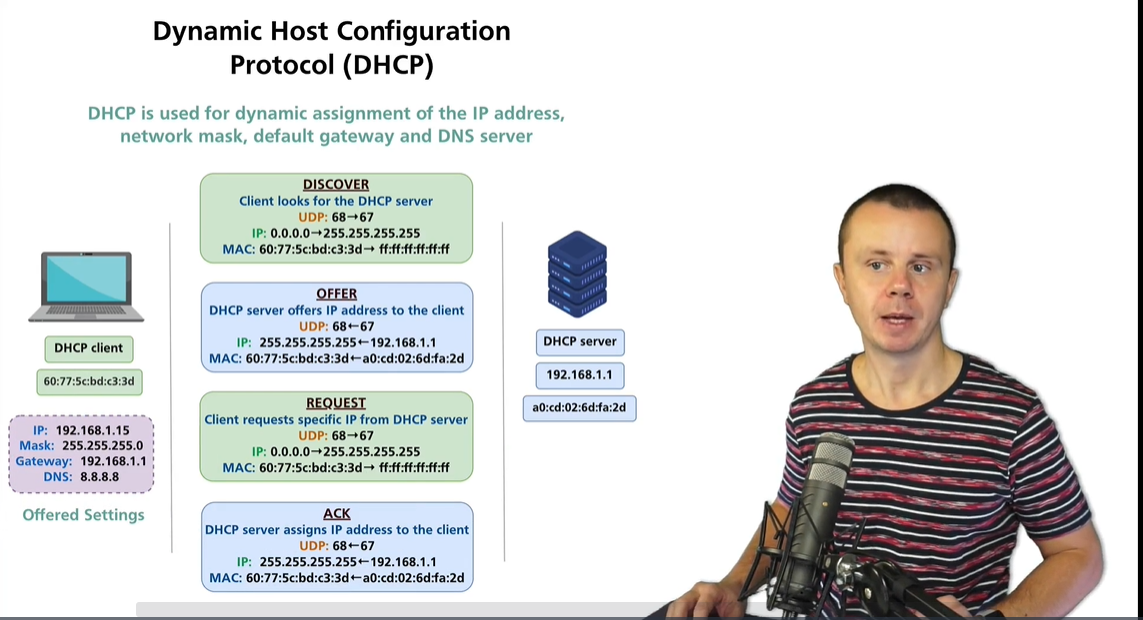 Dynamic Host Configuration
Protocol (DHCP)
DHCP is used for dynamic assignment of the IP address,
network mask, default gateway and DNS server
DISCOVER
Client looks for the DHCP server
UDP: 68→67
IP: 0.0.0.0→255.255.255.255
MAC: 60:77:5c:bd:c3:3d→ ff:ff:ff:ff:ff:ff
OFFER
DHCP server offers IP address to the client
UDP: 68←67
IP: 255.255.255.255←192.168.1.1
MAC: 60:77:5c:bd:c3:3d←a0:cd:02:6d:fa:2d
REQUEST
Client requests specific IP from DHCP server
UDP: 68→67
IP: 0.0.0.0→255.255.255.255
MAC: 60:77:5c:bd:c3:3d→ ff:ff:ff:ff:ff:ff
ACK
DHCP server assigns IP address to the client
UDP: 68←67
IP: 255.255.255.255←192.168.1.1
MAC: 60:77:5c:bd:c3:3d←a0:cd:02:6d:fa:2d
DHCP client
60:77:5c:bd:c3:3d
IP: 192.168.1.15
Mask: 255.255.255.0
Gateway: 192.168.1.1
DNS: 8.8.8.8
Offered Settings
DHCP server
192.168.1.1
a0:cd:02:6d:fa:2d